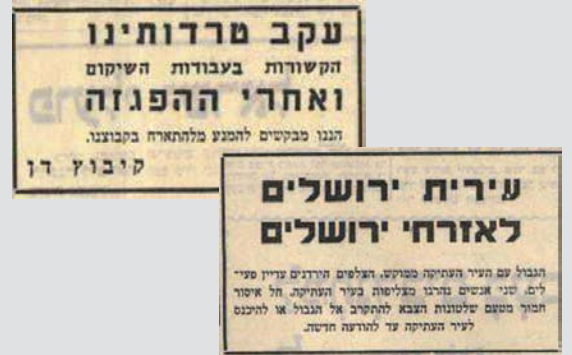 עקב טרדותינו
הקשורות בעבודות השיקום
ואחרי ההפגזה
הננו מבקשים להמנע מלהתארח בקבוצנו.
קיבוץ דן
עירית ירושלים
לאזרחי ירושלים
הגבול עם העיר העתיקה ממוקש. הצלפים הירדנים עדיין פעי־
לים. שני אנשים נהרגו מצליפות בעיר העתיקה. חל איסור
חמור מטעם שלטונות הצבא להתקרב אל הגבול או להיכנס
לעיר העתיקה עד להודעה חדשה.